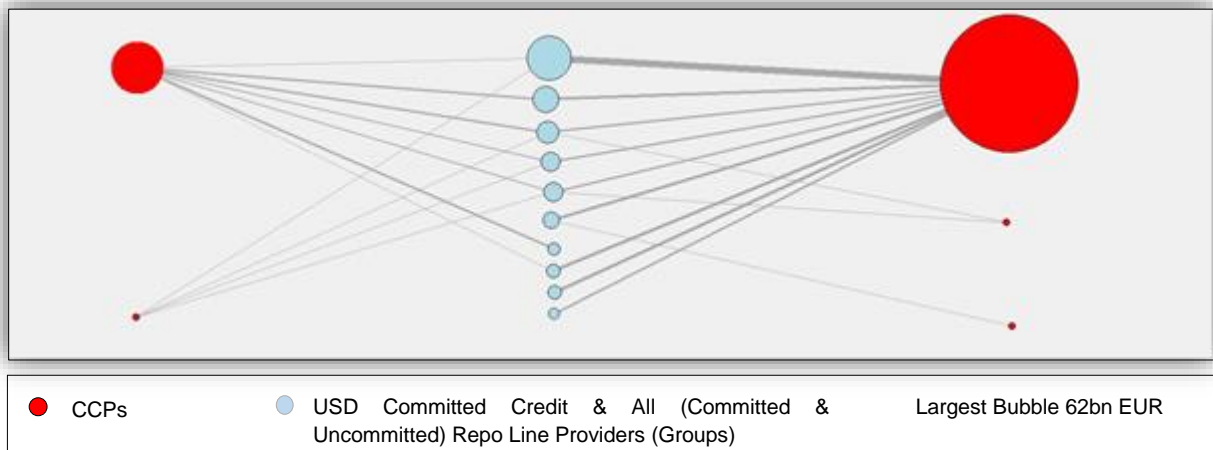 CCPs
USD Committed Credit & All (Committed &
Uncommitted) Repo Line Providers (Groups)
Largest Bubble 62bn EUR